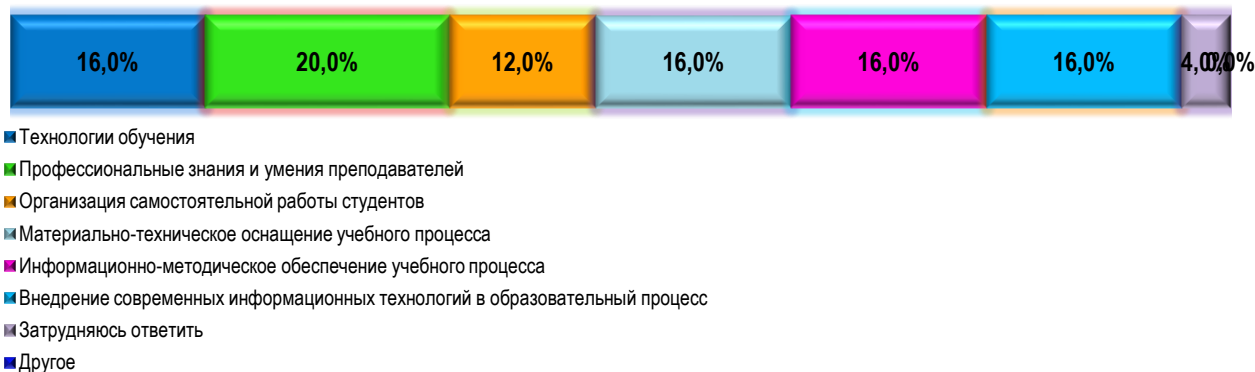 16,0% 20,0% 12,0% 16,0% 16,0% 16,0% 4,0% 0,0%
Технологии обучения
Профессиональные знания и умения преподавателей
Организация самостоятельной работы студентов
Материально-техническое оснащение учебного процесса
Информационно-методическое обеспечение учебного процесса
Внедрение современных информационных технологий в образовательный процесс
Затрудняюсь ответить
Другое